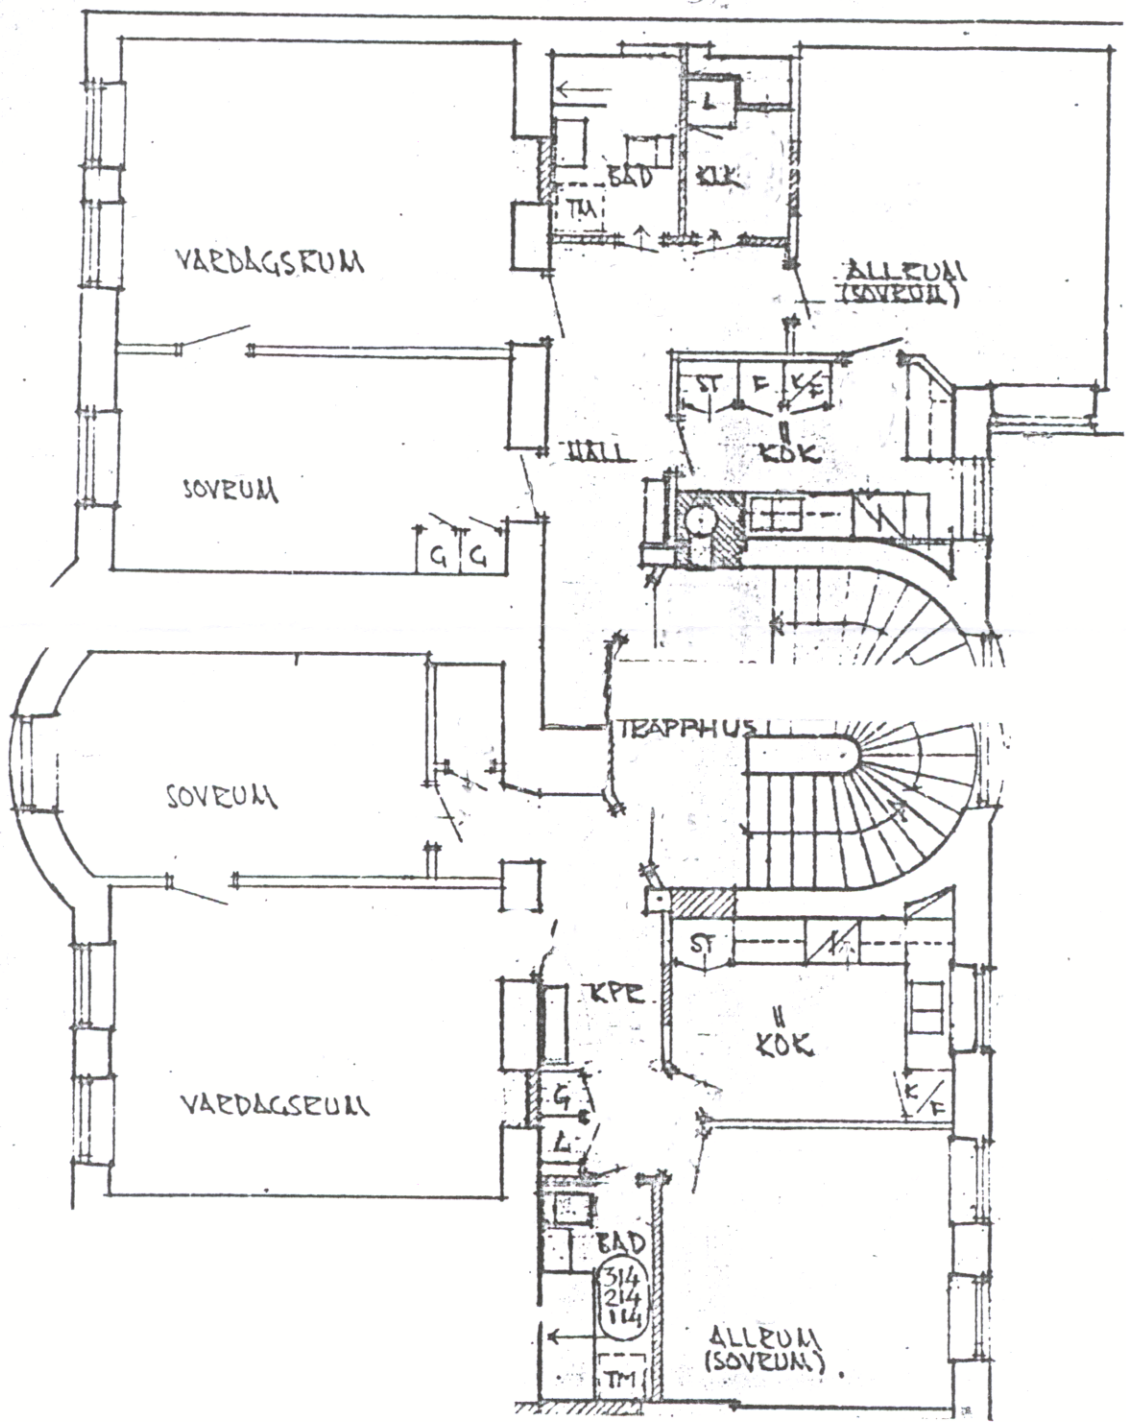 L
BAD
KLK
TM
VARDAGSRUM
ALLRUM
(SOVRUM)
ST
F
K/F
HALL
KÖK
SOVRUM
G
G
TRAPPHUS
SOVRUM
ST
KPR
KÖK
VARDAGSRUM
G
K/F
L
BAD
314
214
114
ALLRUM
(SOVRUM)
TM